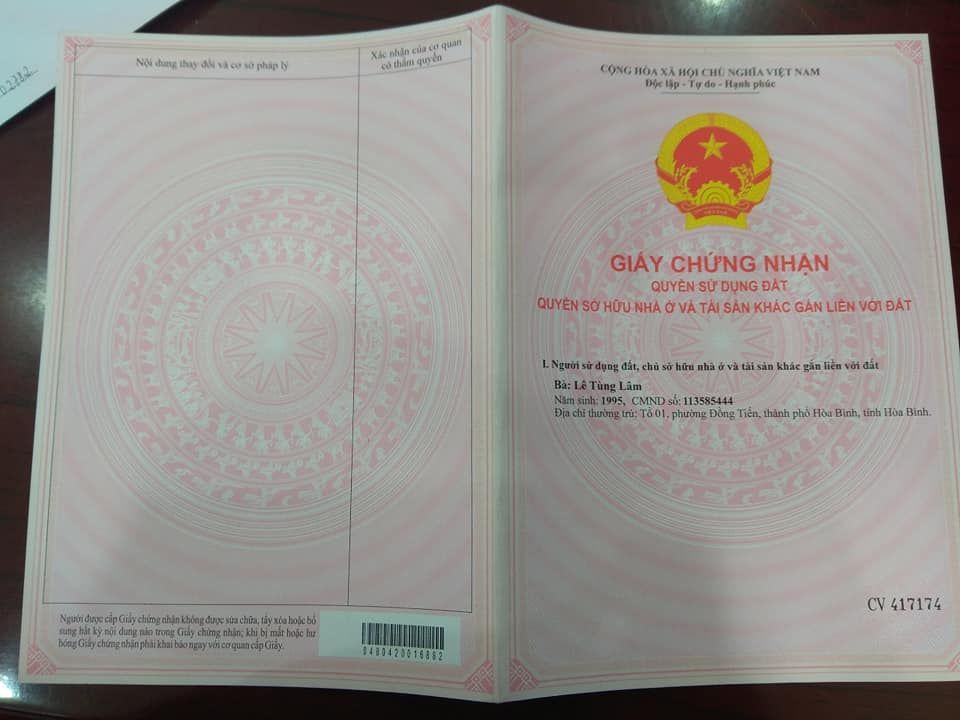 Nội dung thay đổi và cơ sở pháp lý
Xác nhận của cơ quan
có thẩm quyền
Người được cấp Giấy chứng nhận không được sửa chữa, tẩy xóa hoặc bổ
sung bất kỳ nội dung nào trong Giấy chứng nhận; khi bị mất hoặc hư
hỏng Giấy chứng nhận phải khai báo ngay với cơ quan cấp Giấy.
0480420016882
CỘNG HÒA XÃ HỘI CHỦ NGHĨA VIỆT NAM
Độc lập - Tự do - Hạnh phúc
GIẤY CHỨNG NHẬN
QUYỀN SỬ DỤNG ĐẤT
QUYỀN SỞ HỮU NHÀ Ở VÀ TÀI SẢN KHÁC GẮN LIỀN VỚI ĐẤT
I. Người sử dụng đất, chủ sở hữu nhà ở và tài sản khác gắn liền với đất
Bà: Lê Tùng Lâm
Năm sinh: 1995, CMND số: 113585444
Địa chỉ thường trú: Tổ 01, phường Đồng Tiến, thành phố Hòa Bình, tỉnh Hòa Bình.
CV 417174